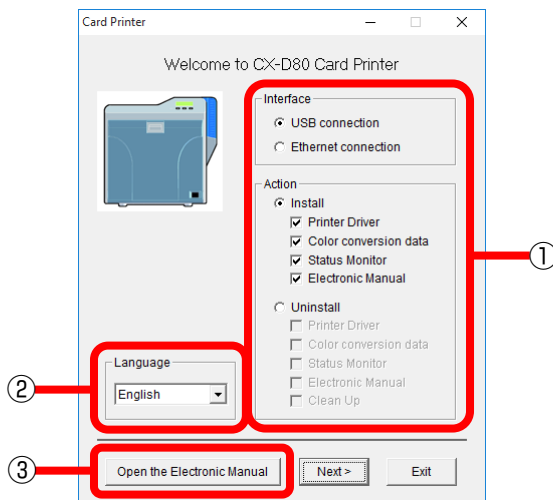 Card Printer
Welcome to CX-D80 Card Printer
Interface
USB connection
Ethernet connection
Action
Install
Printer Driver
Color conversion data
Status Monitor
Electronic Manual
①
Uninstall
Printer Driver
Color conversion data
Status Monitor
Electronic Manual
Clean Up
Language
②
English
③
Open the Electronic Manual
Next >
Exit